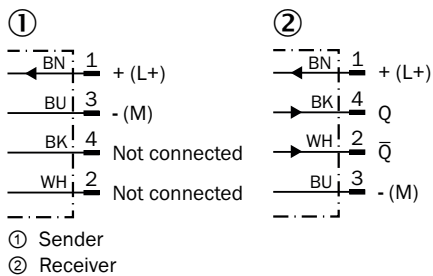 ① ②
BN 1 + (L+)
BU 3 - (M)
BK 4 Not connected
WH 2 Not connected
BN 1 + (L+)
BK 4 Q
WH 2 Q̅
BU 3 - (M)
① Sender
② Receiver